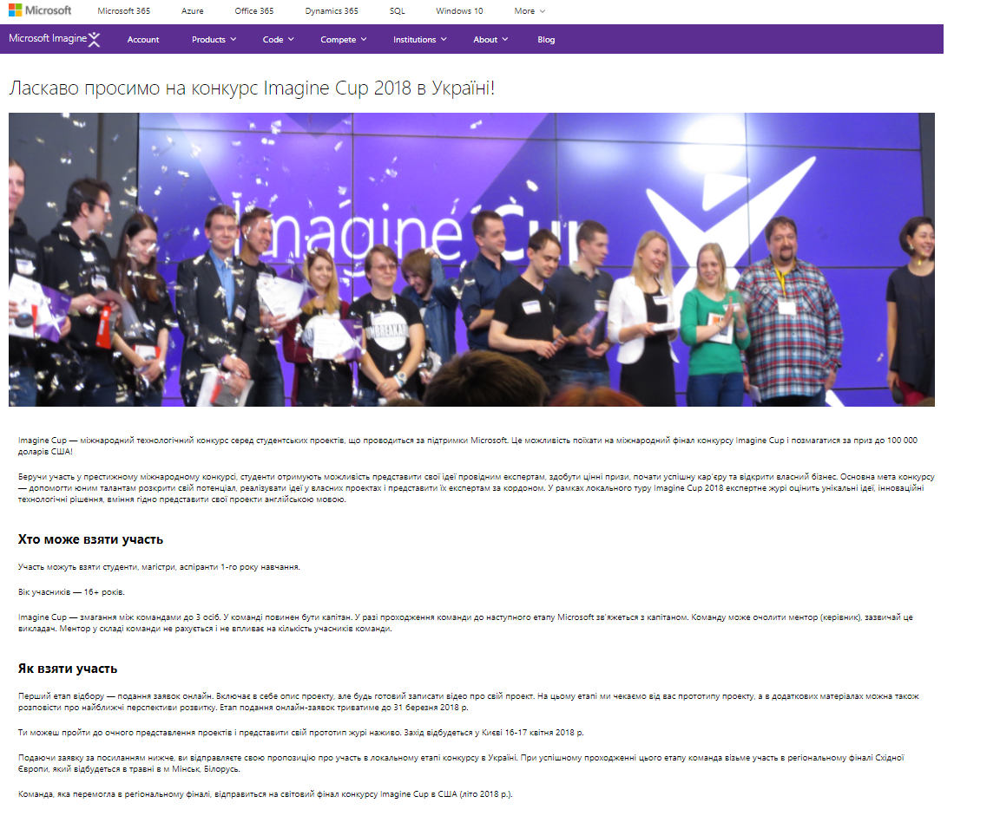 Microsoft Microsoft 365 Azure Office 365 Dynamics 365 SQL Windows 10 More
Microsoft Imagine Account Products Code Compete Institutions About Blog
Ласкаво просимо на конкурс Imagine Cup 2018 в Україні!
Imagine Cup
UNBREAKABLE
Imagine Cup — міжнародний технологічний конкурс серед студентських проектів, що проводиться за підтримки Microsoft. Це можливість поїхати на міжнародний фінал конкурсу Imagine Cup і позмагатися за приз до 100 000
доларів США!
Беручи участь у престижному міжнародному конкурсі, студенти отримують можливість представити свої ідеї провідним експертам, здобути цінні призи, почати успішну кар'єру та відкрити власний бізнес. Основна мета конкурсу
— допомогти юним талантам розкрити свій потенціал, реалізувати ідеї у власних проектах і представити їх експертам за кордоном. У рамках локального туру Imagine Cup 2018 експертне журі оцінить унікальні ідеї, інноваційні
технологічні рішення, вміння гідно представити свої проекти англійською мовою.
Хто може взяти участь
Участь можуть взяти студенти, магістри, аспіранти 1-го року навчання.
Вік учасників — 16+ років.
Imagine Cup — змагання між командами до 3 осіб. У команді повинен бути капітан. У разі проходження команди до наступного етапу Microsoft зв'яжеться з капітаном. Команду може очолити ментор (керівник), зазвичай це
викладач. Ментор у складі команди не рахується і не впливає на кількість учасників команди.
Як взяти участь
Перший етап відбору — подання заявок онлайн. Включає в себе опис проекту, але будь готовий записати відео про свій проект. На цьому етапі ми чекаємо від вас прототипу проекту, а в додаткових матеріалах можна також
розповісти про найближчі перспективи розвитку. Етап подання онлайн-заявок триватиме до 31 березня 2018 р.
Ти можеш пройти до очного представлення проектів і представити свій прототип журі наживо. Захід відбудеться у Києві 16-17 квітня 2018 р.
Подаючи заявку за посиланням нижче, ви відправляєте свою пропозицію про участь в локальному етапі конкурсу в Україні. При успішному проходженні цього етапу команда візьме участь в регіональному фіналі Східної
Європи, який відбудеться в травні в м Мінськ, Білорусь.
Команда, яка перемогла в регіональному фіналі, відправиться на світовий фінал конкурсу Imagine Cup в США (літо 2018 р.).